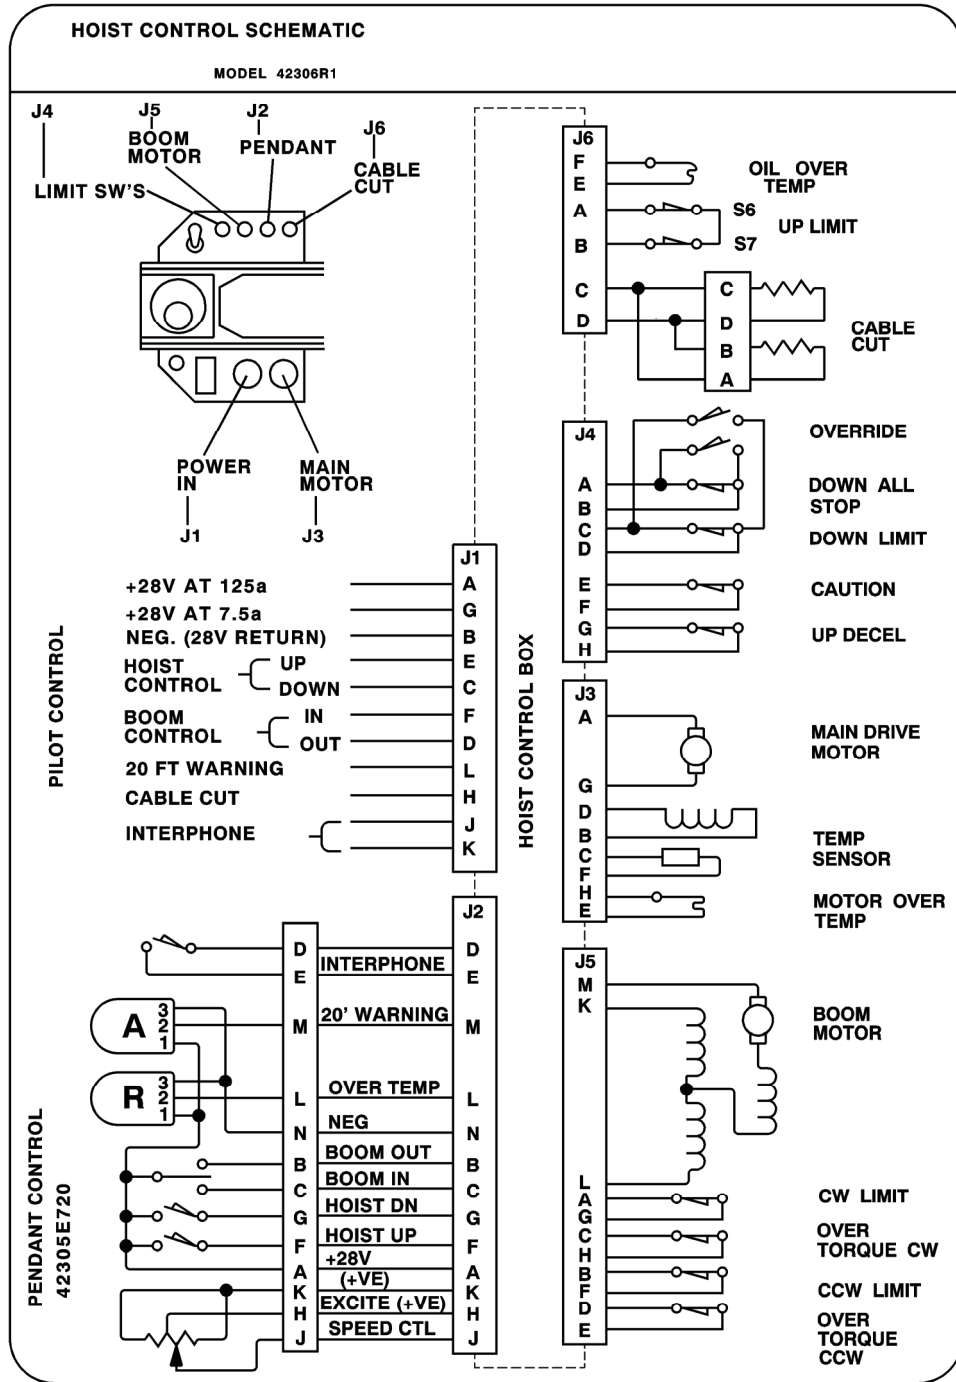 HOIST CONTROL SCHEMATIC
MODEL 42306R1
J4
J5
BOOM
MOTOR
J2
PENDANT
J6
CABLE
CUT
LIMIT SW'S
POWER
IN
J1
MAIN
MOTOR
J3
PILOT CONTROL
+28V AT 125a
+28V AT 7.5a
NEG. (28V RETURN)
HOIST
CONTROL
UP
DOWN
BOOM
CONTROL
IN
OUT
20 FT WARNING
CABLE CUT
INTERPHONE
J1
A
G
B
E
C
F
D
L
H
J
K
HOIST CONTROL BOX
PENDANT CONTROL
42305E720
A
3
2
1
R
3
2
1
D
E
M
L
N
B
C
G
F
A
K
H
J
INTERPHONE
20' WARNING
OVER TEMP
NEG
BOOM OUT
BOOM IN
HOIST DN
HOIST UP
+28V
(+VE)
EXCITE (+VE)
SPEED CTL
J2
D
E
M
L
N
B
C
G
F
A
K
H
J
J6
F
E
A
B
C
D
OIL OVER
TEMP
S6
UP LIMIT
S7
C
D
B
A
CABLE
CUT
J4
A
B
C
D
E
F
G
H
OVERRIDE
DOWN ALL
STOP
DOWN LIMIT
CAUTION
UP DECEL
J3
A
G
D
B
C
F
H
E
MAIN DRIVE
MOTOR
TEMP
SENSOR
MOTOR OVER
TEMP
J5
M
K
L
A
G
C
H
B
F
D
E
BOOM
MOTOR
CW LIMIT
OVER
TORQUE CW
CCW LIMIT
OVER
TORQUE
CCW